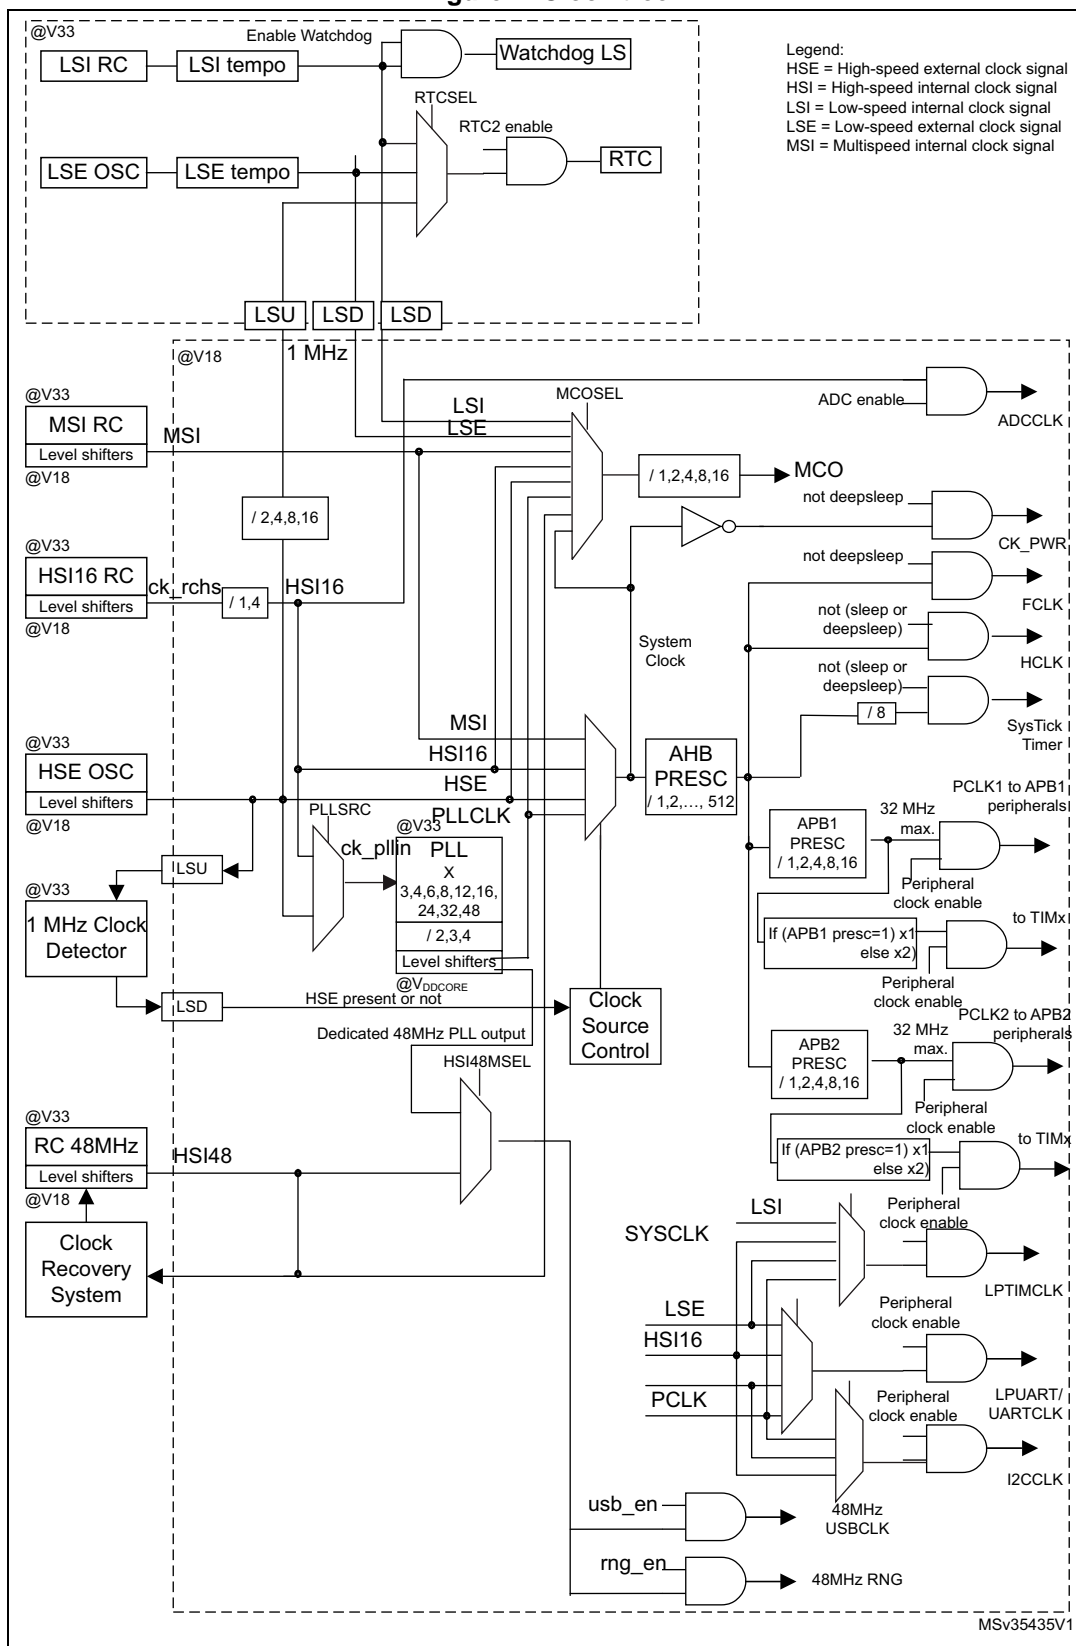 @V33
Enable Watchdog
LSI RC
LSI tempo
Watchdog LS
Legend:
HSE = High-speed external clock signal
HSI = High-speed internal clock signal
LSI = Low-speed internal clock signal
LSE = Low-speed external clock signal
MSI = Multispeed internal clock signal
RTCSEL
RTC2 enable
LSE OSC
LSE tempo
RTC
LSU
LSD
LSD
@V18
1 MHz
@V33
MSI RC
Level shifters
@V18
MSI
LSI
LSE
MCOSEL
ADC enable
ADCCLK
/ 1,2,4,8,16
MCO
/ 2,4,8,16
not deepsleep
CK_PWR
@V33
HSI16 RC
Level shifters
@V18
ck_rchs
/ 1,4
HSI16
not deepsleep
FCLK
System
Clock
not (sleep or
deepsleep)
HCLK
not (sleep or
deepsleep)
/ 8
SysTick
Timer
@V33
HSE OSC
Level shifters
@V18
MSI
HSI16
HSE
PLLCLK
AHB
PRESC
/ 1,2,..., 512
PLLSRC
ck_pllin
@V33
PLL
X
3,4,6,8,12,16,
24,32,48
/ 2,3,4
Level shifters
@VDDCORE
PCLK1 to APB1
peripherals
32 MHz
max.
APB1
PRESC
/ 1,2,4,8,16
Peripheral
clock enable
LSU
@V33
1 MHz Clock
Detector
to TIMx
If (APB1 presc=1) x1
else x2)
Peripheral
clock enable
LSD
HSE present or not
Clock
Source
Control
Dedicated 48MHz PLL output
PCLK2 to APB2
peripherals
32 MHz
max.
APB2
PRESC
/ 1,2,4,8,16
Peripheral
clock enable
HSI48MSEL
@V33
RC 48MHz
Level shifters
@V18
HSI48
to TIMx
If (APB2 presc=1) x1
else x2)
Peripheral
clock enable
Clock
Recovery
System
LSI
SYSCLK
LPTIMCLK
LSE
HSI16
PCLK
Peripheral
clock enable
LPUART/
UARTCLK
Peripheral
clock enable
I2CCLK
usb_en
48MHz
USBCLK
rng_en
48MHz RNG
MSv35435V1